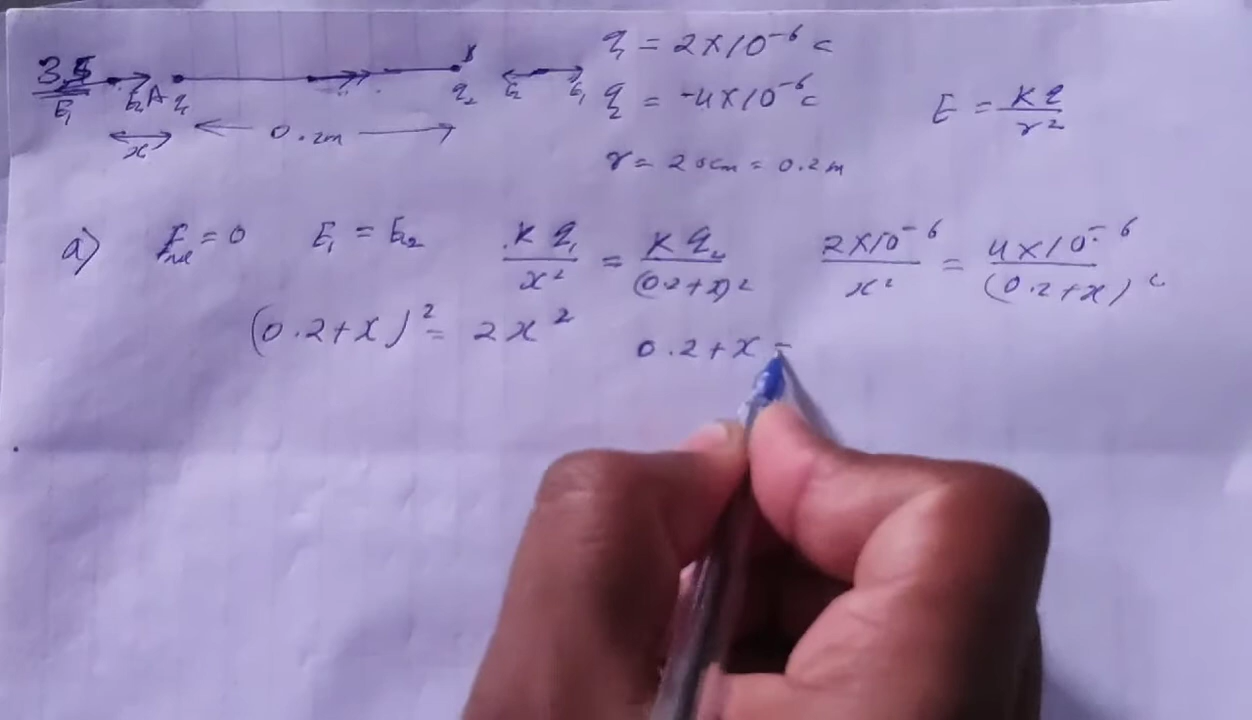 3.5
E₁ E₂ A q₁ q₂ E₂ E₁
x 0.2m
q₁ = 2×10⁻⁶ c
q₂ = -4×10⁻⁶ c
r = 20cm = 0.2m
E = kq/r²
a) Fne = 0 E₁ = E₂ kq₁/x² = kq₂/(0.2+x)² 2×10⁻⁶/x² = 4×10⁻⁶/(0.2+x)²
(0.2+x)² = 2x² 0.2+x =